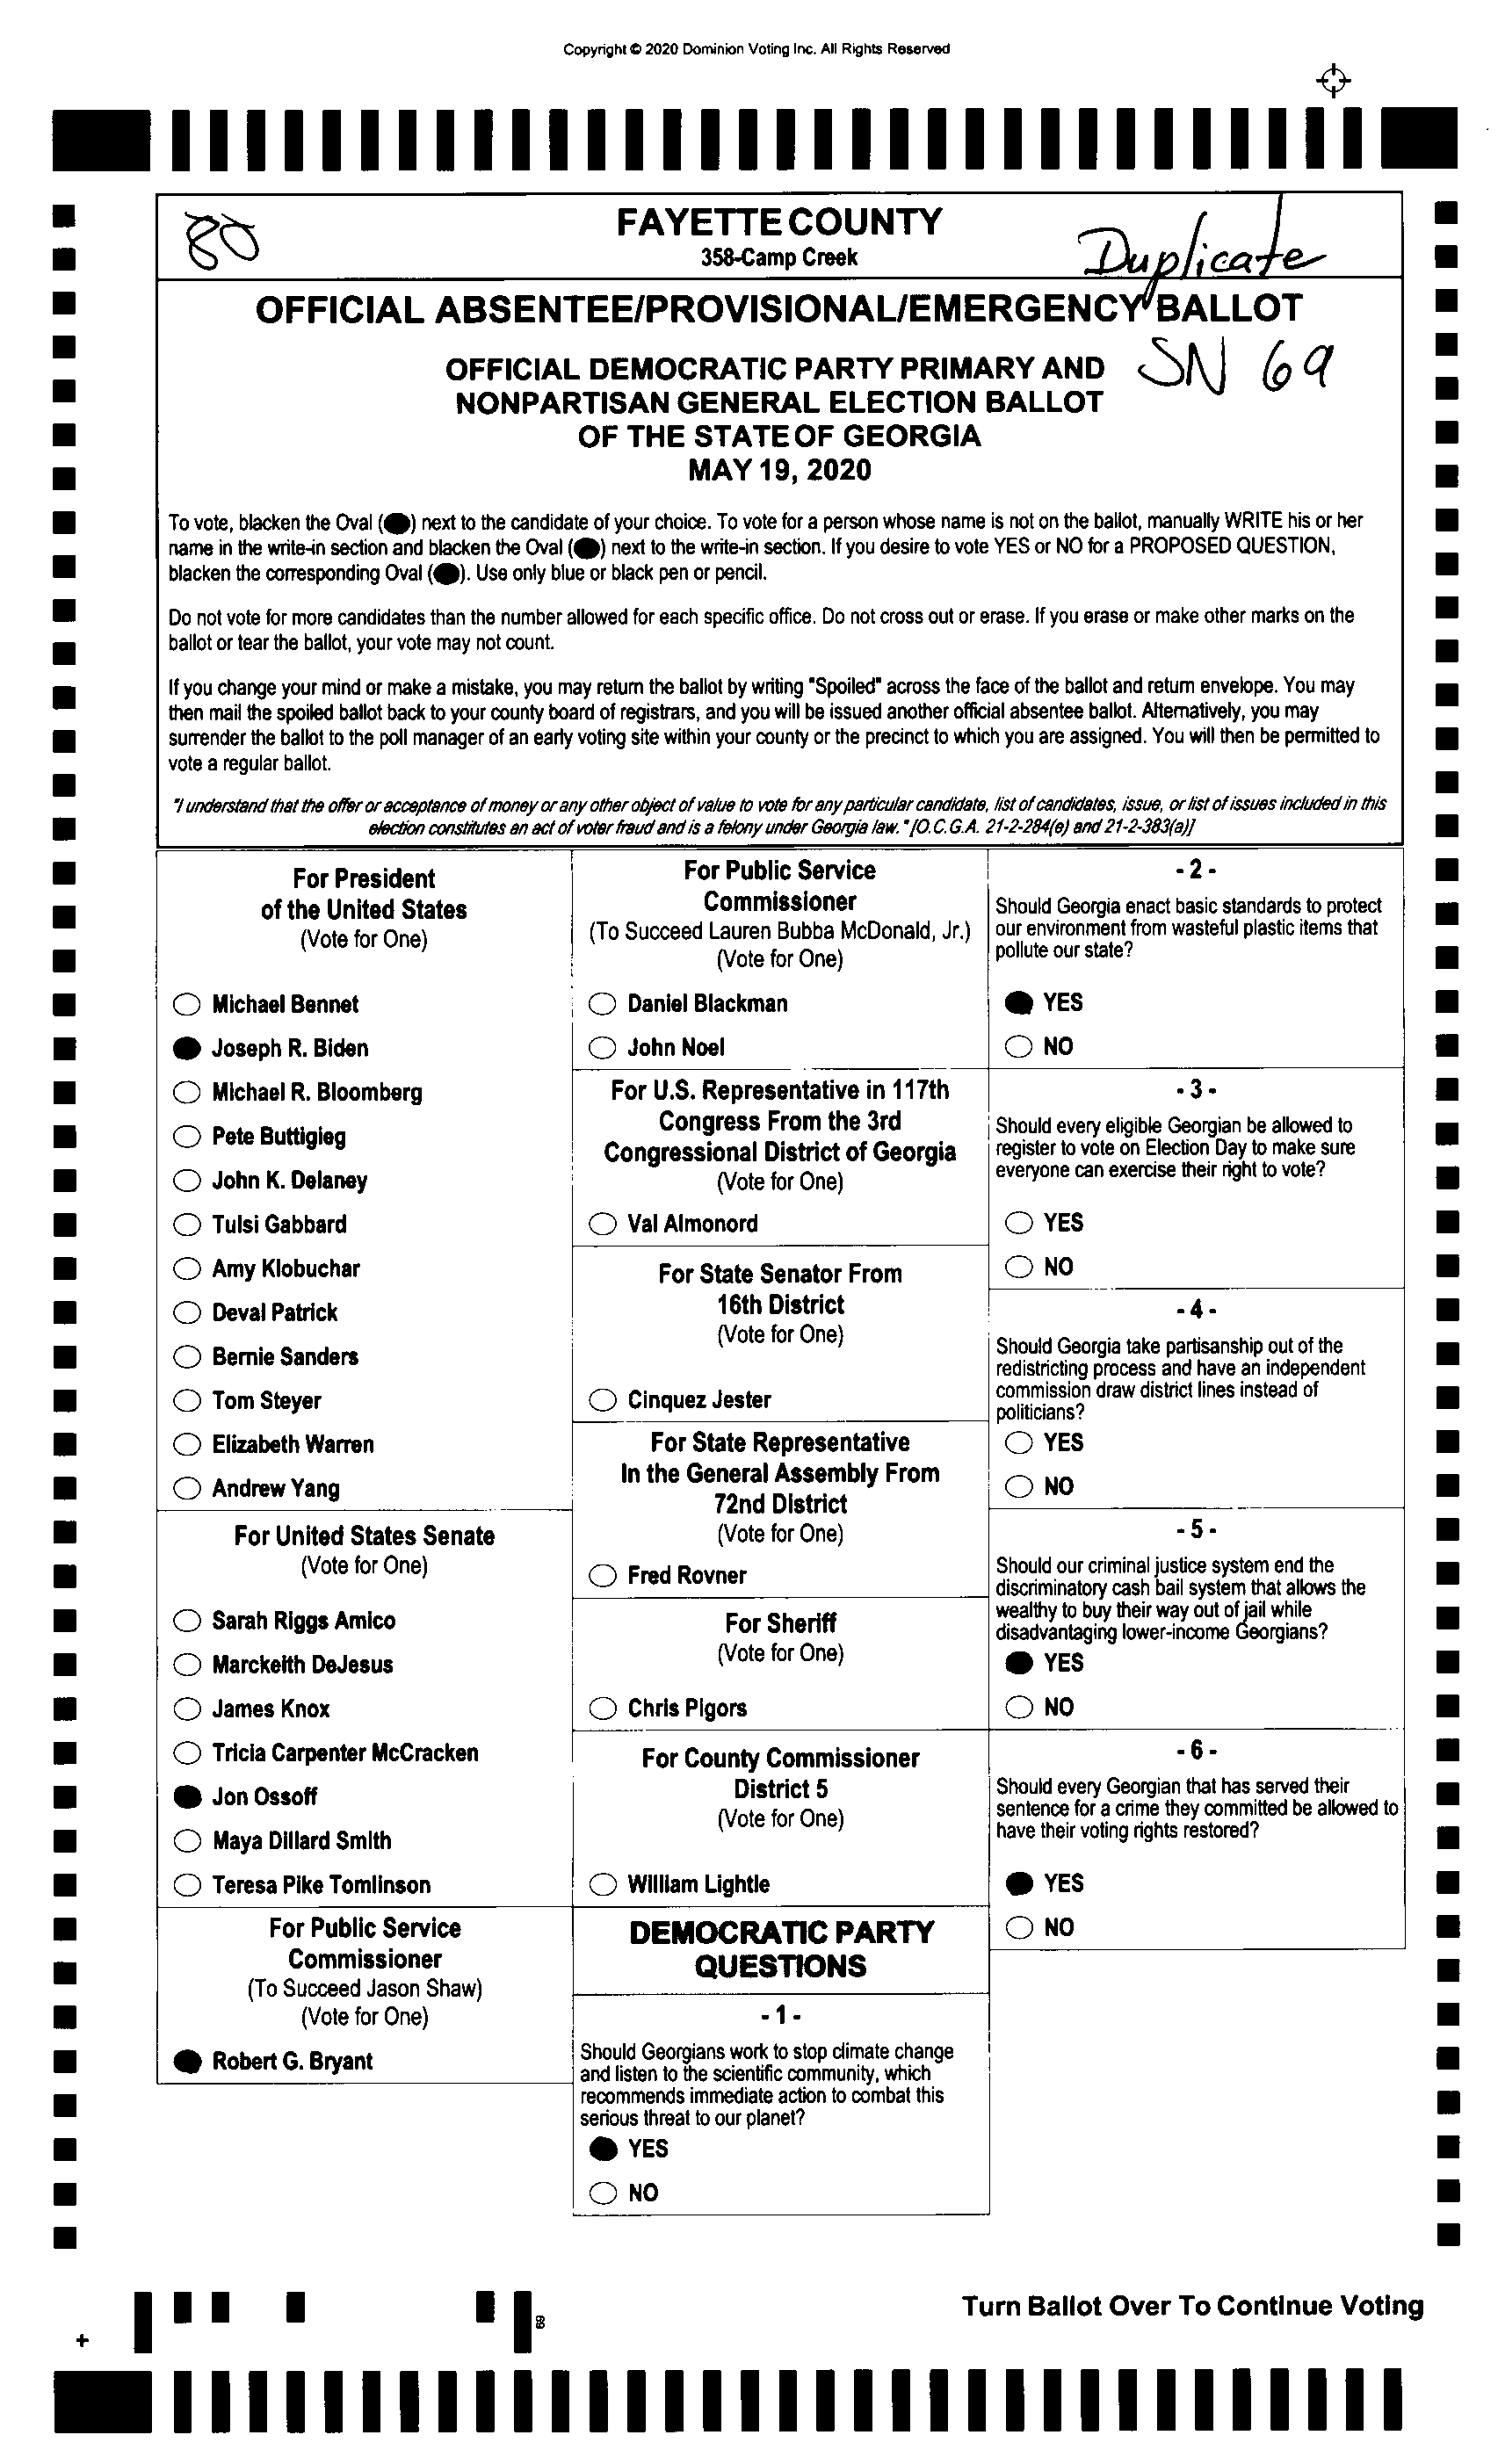 Copyright © 2020 Dominion Voting Inc. All Rights Reserved
80
FAYETTE COUNTY
358-Camp Creek
Duplicate
OFFICIAL ABSENTEE/PROVISIONAL/EMERGENCY BALLOT
SN 69
OFFICIAL DEMOCRATIC PARTY PRIMARY AND
NONPARTISAN GENERAL ELECTION BALLOT
OF THE STATE OF GEORGIA
MAY 19, 2020
To vote, blacken the Oval (●) next to the candidate of your choice. To vote for a person whose name is not on the ballot, manually WRITE his or her
name in the write-in section and blacken the Oval (●) next to the write-in section. If you desire to vote YES or NO for a PROPOSED QUESTION,
blacken the corresponding Oval (●). Use only blue or black pen or pencil.
Do not vote for more candidates than the number allowed for each specific office. Do not cross out or erase. If you erase or make other marks on the
ballot or tear the ballot, your vote may not count.
If you change your mind or make a mistake, you may return the ballot by writing "Spoiled" across the face of the ballot and return envelope. You may
then mail the spoiled ballot back to your county board of registrars, and you will be issued another official absentee ballot. Alternatively, you may
surrender the ballot to the poll manager of an early voting site within your county or the precinct to which you are assigned. You will then be permitted to
vote a regular ballot.
"I understand that the offer or acceptance of money or any other object of value to vote for any particular candidate, list of candidates, issue, or list of issues included in this
election constitutes an act of voter fraud and is a felony under Georgia law. "[O.C.G.A. 21-2-284(e) and 21-2-383(a)]
For President
of the United States
(Vote for One)
Michael Bennet
Joseph R. Biden
Michael R. Bloomberg
Pete Buttigieg
John K. Delaney
Tulsi Gabbard
Amy Klobuchar
Deval Patrick
Bernie Sanders
Tom Steyer
Elizabeth Warren
Andrew Yang
For United States Senate
(Vote for One)
Sarah Riggs Amico
Marckeith DeJesus
James Knox
Tricia Carpenter McCracken
Jon Ossoff
Maya Dillard Smith
Teresa Pike Tomlinson
For Public Service
Commissioner
(To Succeed Jason Shaw)
(Vote for One)
Robert G. Bryant
For Public Service
Commissioner
(To Succeed Lauren Bubba McDonald, Jr.)
(Vote for One)
Daniel Blackman
John Noel
For U.S. Representative in 117th
Congress From the 3rd
Congressional District of Georgia
(Vote for One)
Val Almonord
For State Senator From
16th District
(Vote for One)
Cinquez Jester
For State Representative
In the General Assembly From
72nd District
(Vote for One)
Fred Rovner
For Sheriff
(Vote for One)
Chris Pigors
For County Commissioner
District 5
(Vote for One)
William Lightle
DEMOCRATIC PARTY
QUESTIONS
- 1 -
Should Georgians work to stop climate change
and listen to the scientific community, which
recommends immediate action to combat this
serious threat to our planet?
YES
NO
- 2 -
Should Georgia enact basic standards to protect
our environment from wasteful plastic items that
pollute our state?
YES
NO
- 3 -
Should every eligible Georgian be allowed to
register to vote on Election Day to make sure
everyone can exercise their right to vote?
YES
NO
- 4 -
Should Georgia take partisanship out of the
redistricting process and have an independent
commission draw district lines instead of
politicians?
YES
NO
- 5 -
Should our criminal justice system end the
discriminatory cash bail system that allows the
wealthy to buy their way out of jail while
disadvantaging lower-income Georgians?
YES
NO
- 6 -
Should every Georgian that has served their
sentence for a crime they committed be allowed to
have their voting rights restored?
YES
NO
Turn Ballot Over To Continue Voting
69